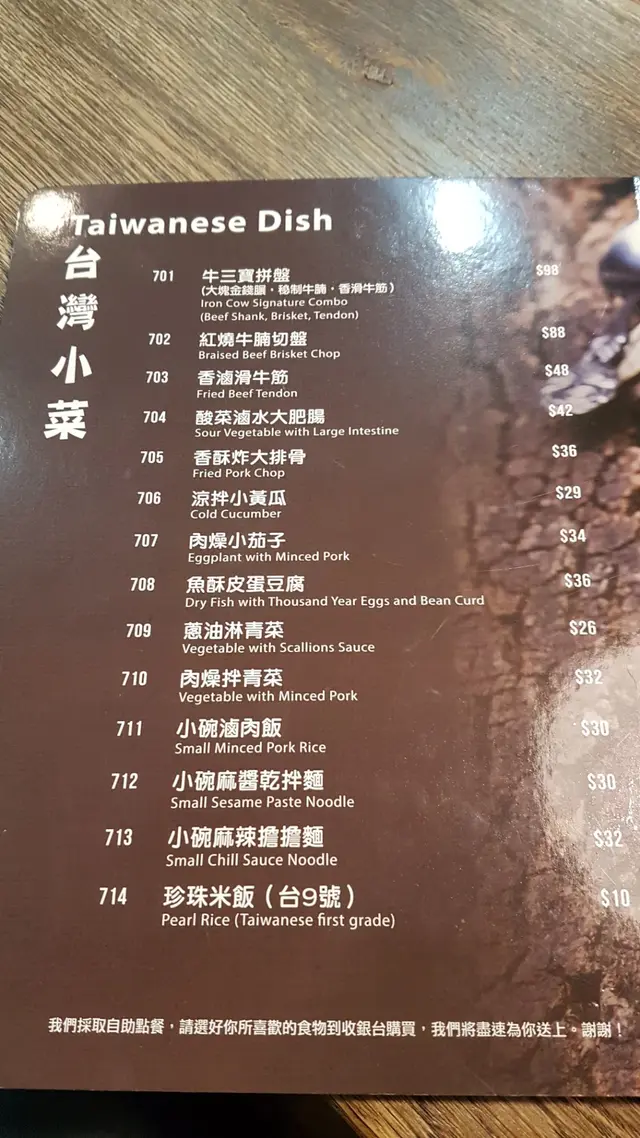 Taiwanese Dish
台灣小菜
701 牛三寶拼盤 $98
(大塊金錢𦟌・秘制牛腩・香滑牛筋)
Iron Cow Signature Combo
(Beef Shank, Brisket, Tendon)
702 紅燒牛腩切盤 $88
Braised Beef Brisket Chop
703 香滷滑牛筋 $48
Fried Beef Tendon
704 酸菜滷水大肥腸 $42
Sour Vegetable with Large Intestine
705 香酥炸大排骨 $36
Fried Pork Chop
706 涼拌小黃瓜 $29
Cold Cucumber
707 肉燥小茄子 $34
Eggplant with Minced Pork
708 魚酥皮蛋豆腐 $36
Dry Fish with Thousand Year Eggs and Bean Curd
709 蔥油淋青菜 $26
Vegetable with Scallions Sauce
710 肉燥拌青菜 $32
Vegetable with Minced Pork
711 小碗滷肉飯 $30
Small Minced Pork Rice
712 小碗麻醬乾拌麵 $30
Small Sesame Paste Noodle
713 小碗麻辣擔擔麵 $32
Small Chill Sauce Noodle
714 珍珠米飯（台9號） $10
Pearl Rice (Taiwanese first grade)
我們採取自助點餐，請選好你所喜歡的食物到收銀台購買，我們將盡速為你送上。謝謝！